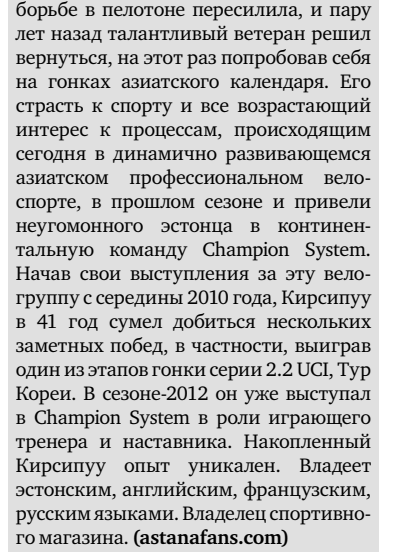 борьбе в пелотоне пересилила, и пару
лет назад талантливый ветеран решил
вернуться, на этот раз попробовав себя
на гонках азиатского календаря. Его
страсть к спорту и все возрастающий
интерес к процессам, происходящим
сегодня в динамично развивающемся
азиатском профессиональном вело-
спорте, в прошлом сезоне и привели
неугомонного эстонца в континен-
тальную команду Champion System.
Начав свои выступления за эту вело-
группу с середины 2010 года, Кирсипуу
в 41 год сумел добиться нескольких
заметных побед, в частности, выиграв
один из этапов гонки серии 2.2 UCI, Тур
Кореи. В сезоне-2012 он уже выступал
в Champion System в роли играющего
тренера и наставника. Накопленный
Кирсипуу опыт уникален. Владеет
эстонским, английским, французским,
русским языками. Владелец спортивно-
го магазина. (astanafans.com)